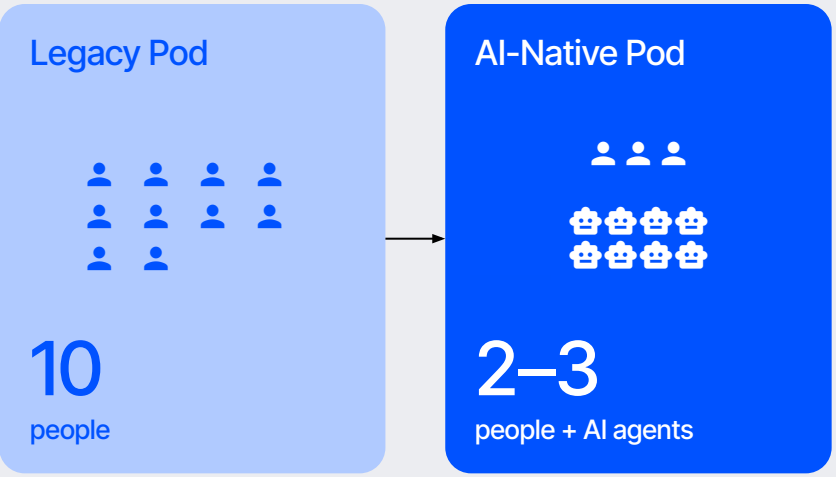 Legacy Pod
10
people
AI-Native Pod
2–3
people + AI agents